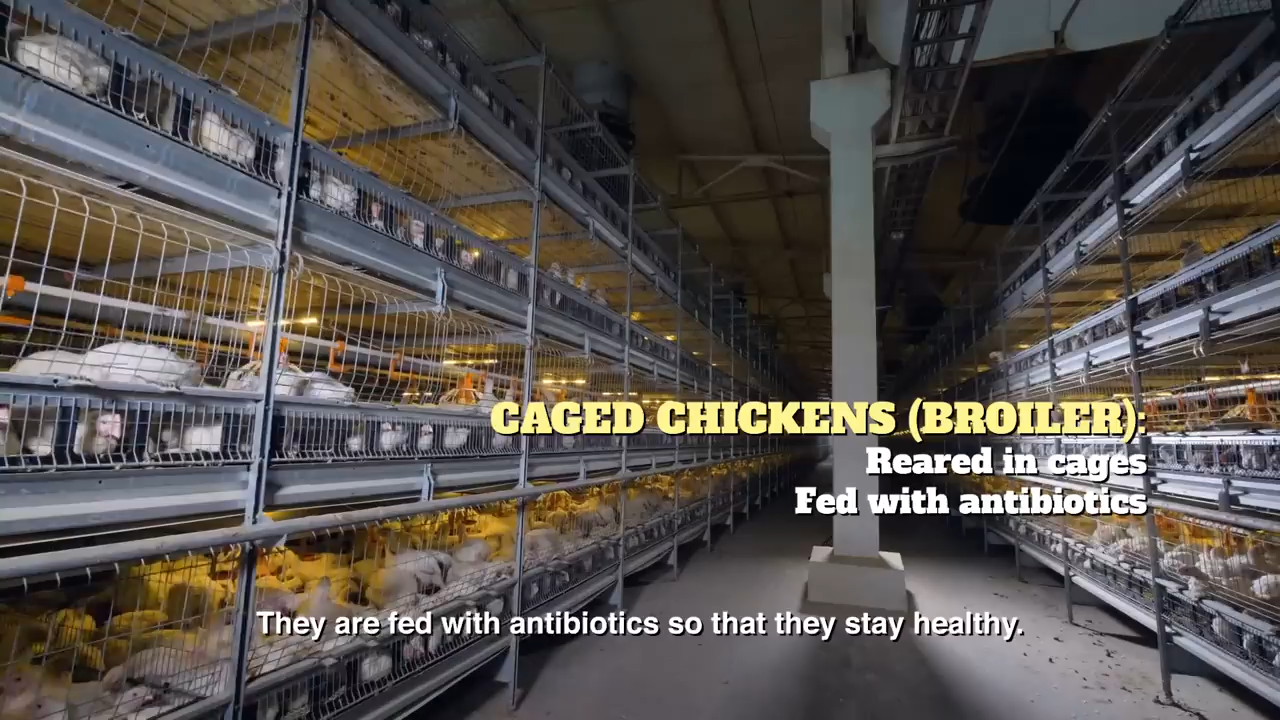 CAGED CHICKENS (BROILER):
Reared in cages
Fed with antibiotics
They are fed with antibiotics so that they stay healthy.